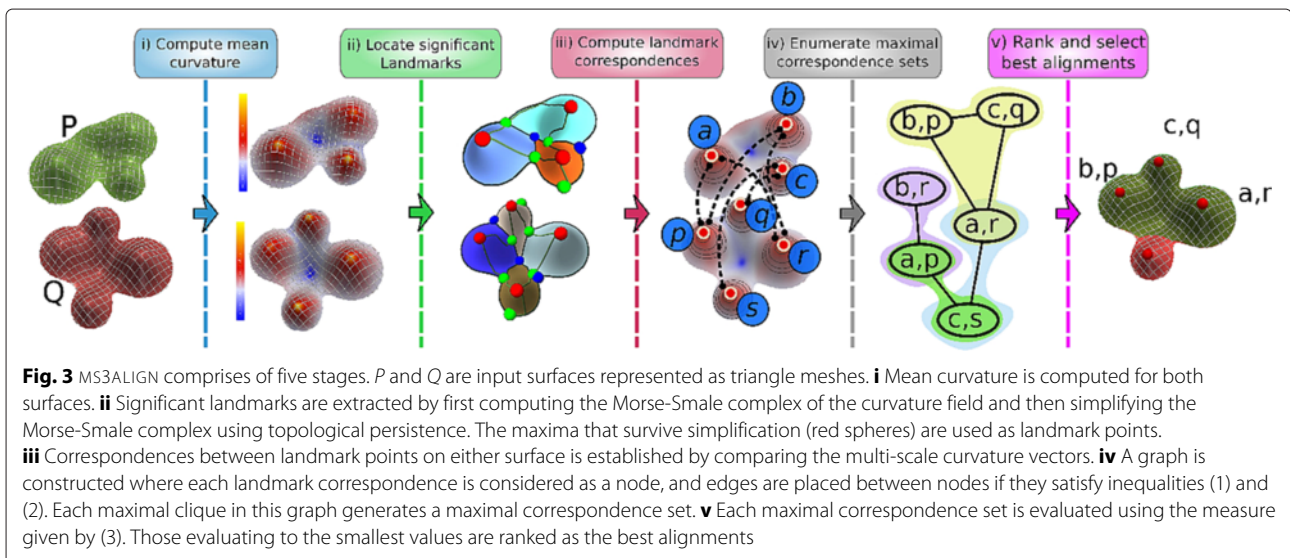 i) Compute mean
curvature
ii) Locate significant
Landmarks
iii) Compute landmark
correspondences
iv) Enumerate maximal
correspondence sets
v) Rank and select
best alignments
P
Q
a
b
c
p
q
r
s
b,p
c,q
b,r
a,r
a,p
c,s
c,q
b,p
a,r
Fig. 3 MS3ALIGN comprises of five stages. P and Q are input surfaces represented as triangle meshes. i Mean curvature is computed for both
surfaces. ii Significant landmarks are extracted by first computing the Morse-Smale complex of the curvature field and then simplifying the
Morse-Smale complex using topological persistence. The maxima that survive simplification (red spheres) are used as landmark points.
iii Correspondences between landmark points on either surface is established by comparing the multi-scale curvature vectors. iv A graph is
constructed where each landmark correspondence is considered as a node, and edges are placed between nodes if they satisfy inequalities (1) and
(2). Each maximal clique in this graph generates a maximal correspondence set. v Each maximal correspondence set is evaluated using the measure
given by (3). Those evaluating to the smallest values are ranked as the best alignments